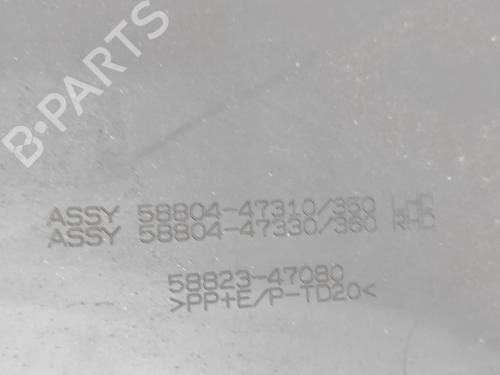 B-PARTS
ASSY 58804-47310/350 LHD
ASSY 58804-47330/360 RHD
58823-47080
>PP+E/P-TD20<